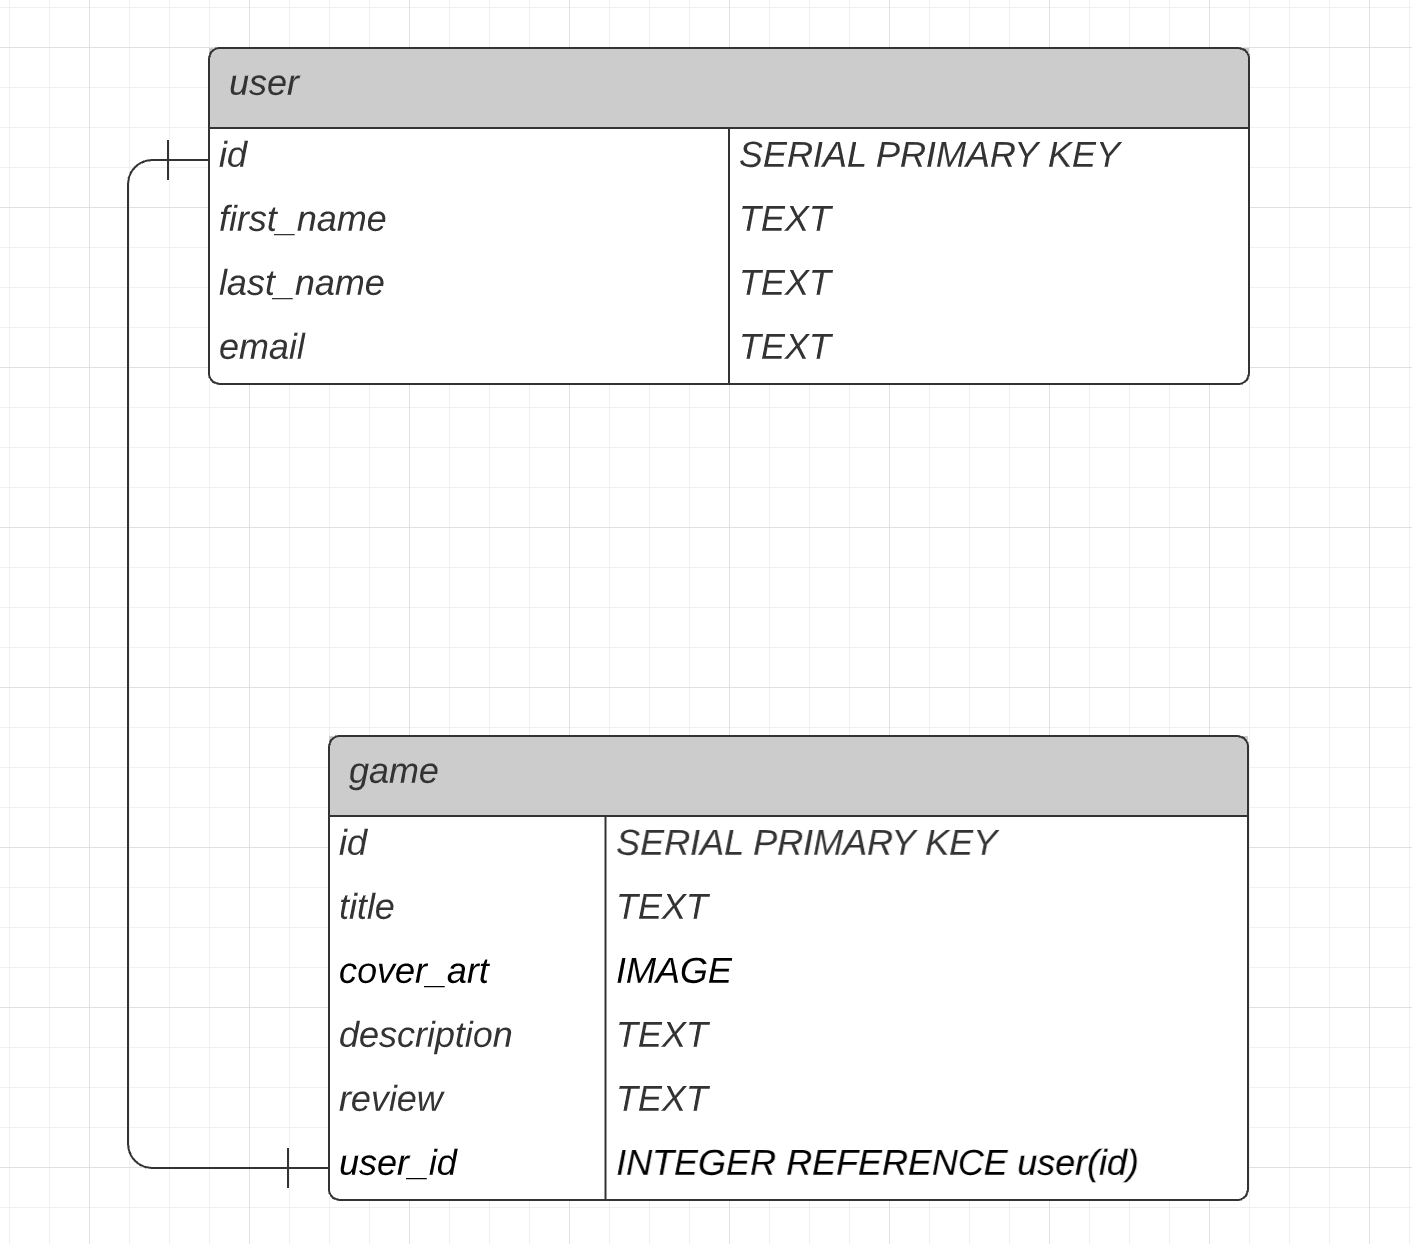 user
id SERIAL PRIMARY KEY
first_name TEXT
last_name TEXT
email TEXT
game
id SERIAL PRIMARY KEY
title TEXT
cover_art IMAGE
description TEXT
review TEXT
user_id INTEGER REFERENCE user(id)